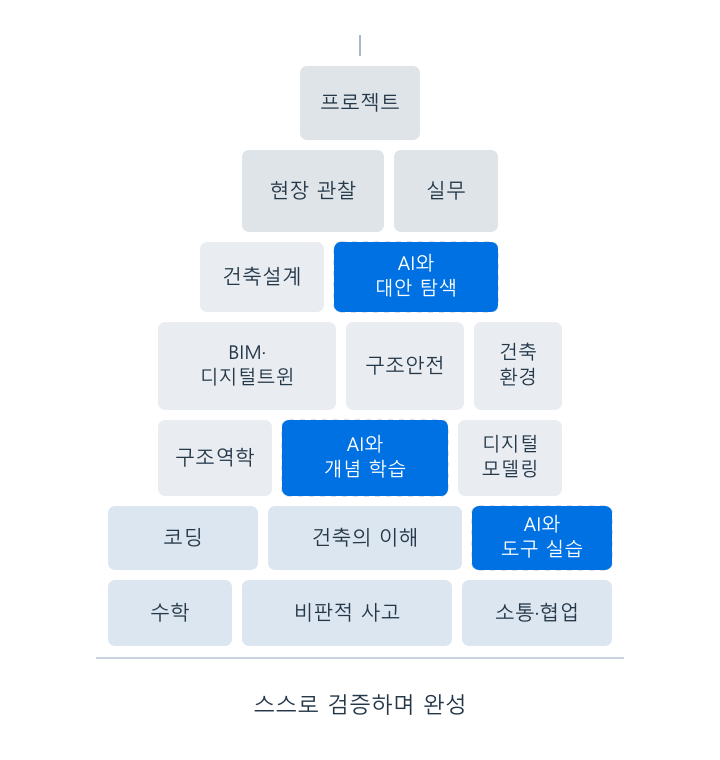 프로젝트
현장 관찰
실무
건축설계
AI와
대안 탐색
BIM·
디지털트윈
구조안전
건축
환경
구조역학
AI와
개념 학습
디지털
모델링
코딩
건축의 이해
AI와
도구 실습
수학
비판적 사고
소통·협업
스스로 검증하며 완성